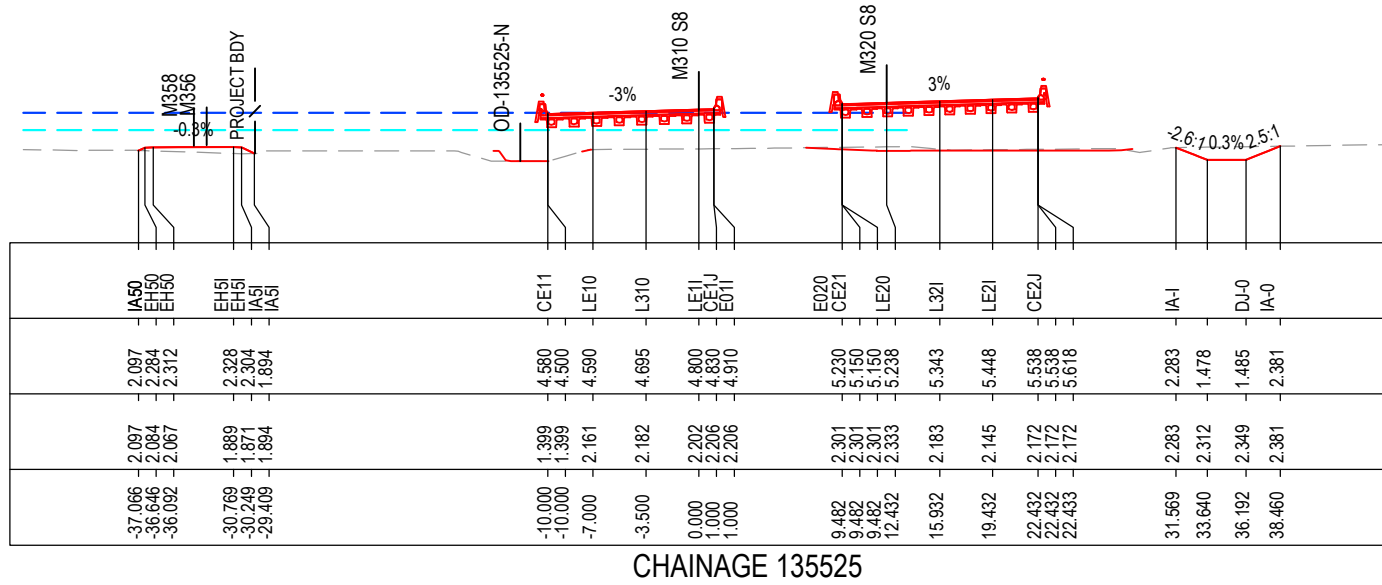 M358
M356
-0.3%
PROJECT BDY
OD-135525-N
-3%
M310 S8
M320 S8
3%
-2.6:1
0.3%
2.5:1
IA50 EH50 EH50 EH5I EH5I IA5I IA5I CE11 LE10 L310 LE1I CE1J E01I E020 CE21 LE20 L32I LE2I CE2J IA-I DJ-0 IA-0
2.097 2.284 2.312 2.328 2.304 1.894 4.580 4.500 4.590 4.695 4.800 4.830 4.910 5.230 5.150 5.150 5.238 5.343 5.448 5.538 5.538 5.618 2.283 1.478 1.485 2.381
2.097 2.084 2.067 1.889 1.871 1.894 1.399 1.399 2.161 2.182 2.202 2.206 2.206 2.301 2.301 2.301 2.333 2.183 2.145 2.172 2.172 2.172 2.283 2.312 2.349 2.381
-37.066 -36.646 -36.092 -30.769 -30.249 -29.409 -10.000 -10.000 -7.000 -3.500 0.000 1.000 1.000 9.482 9.482 9.482 12.432 15.932 19.432 22.432 22.432 22.433 31.569 33.640 36.192 38.460
CHAINAGE 135525